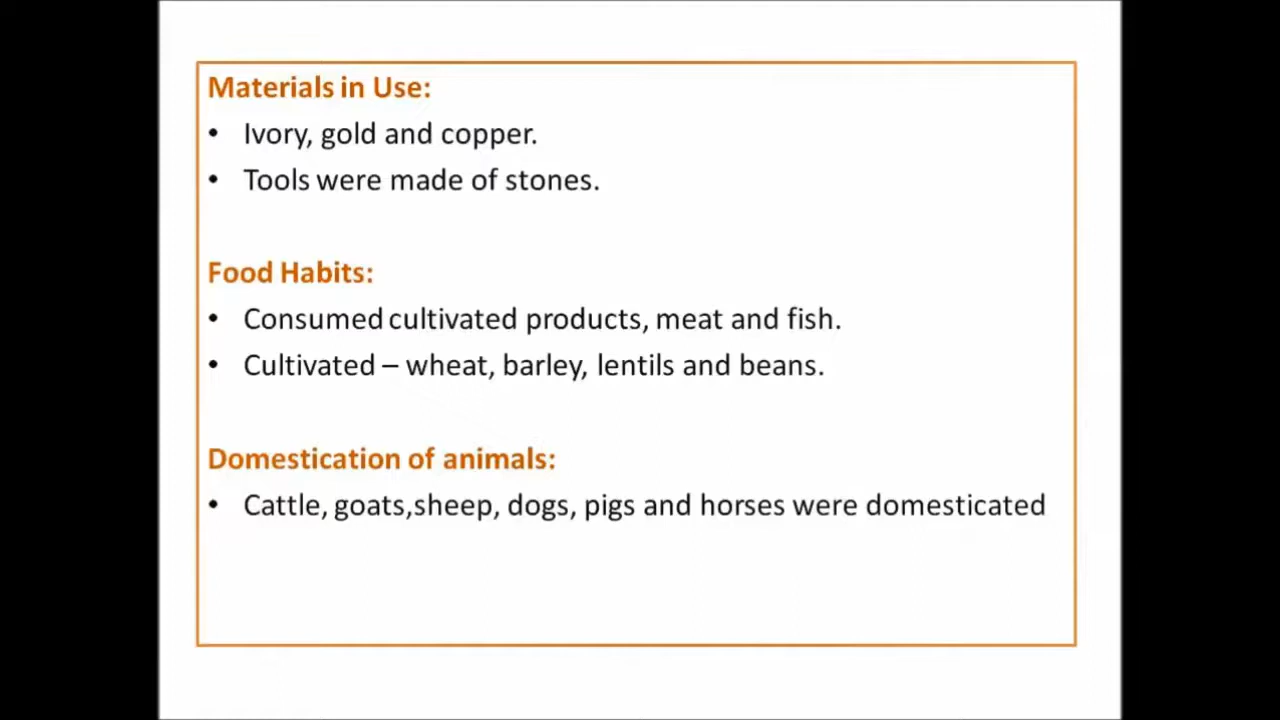 Materials in Use:
• Ivory, gold and copper.
• Tools were made of stones.
Food Habits:
• Consumed cultivated products, meat and fish.
• Cultivated – wheat, barley, lentils and beans.
Domestication of animals:
• Cattle, goats,sheep, dogs, pigs and horses were domesticated